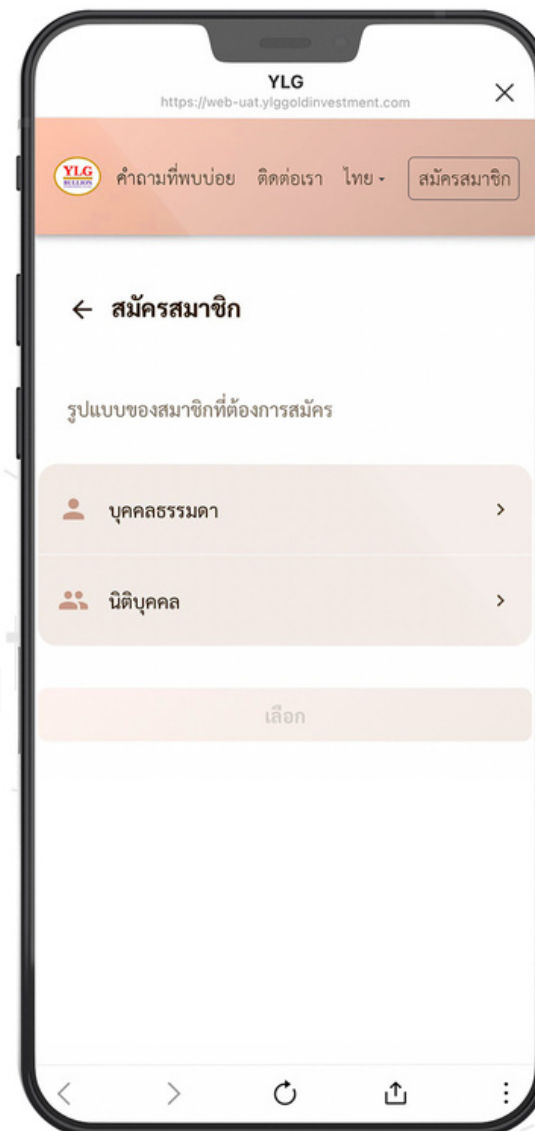 YLG
https://web-uat.ylggoldinvestment.com
YLG BULLION คำถามที่พบบ่อย ติดต่อเรา ไทย สมัครสมาชิก
สมัครสมาชิก
รูปแบบของสมาชิกที่ต้องการสมัคร
บุคคลธรรมดา
นิติบุคคล
เลือก